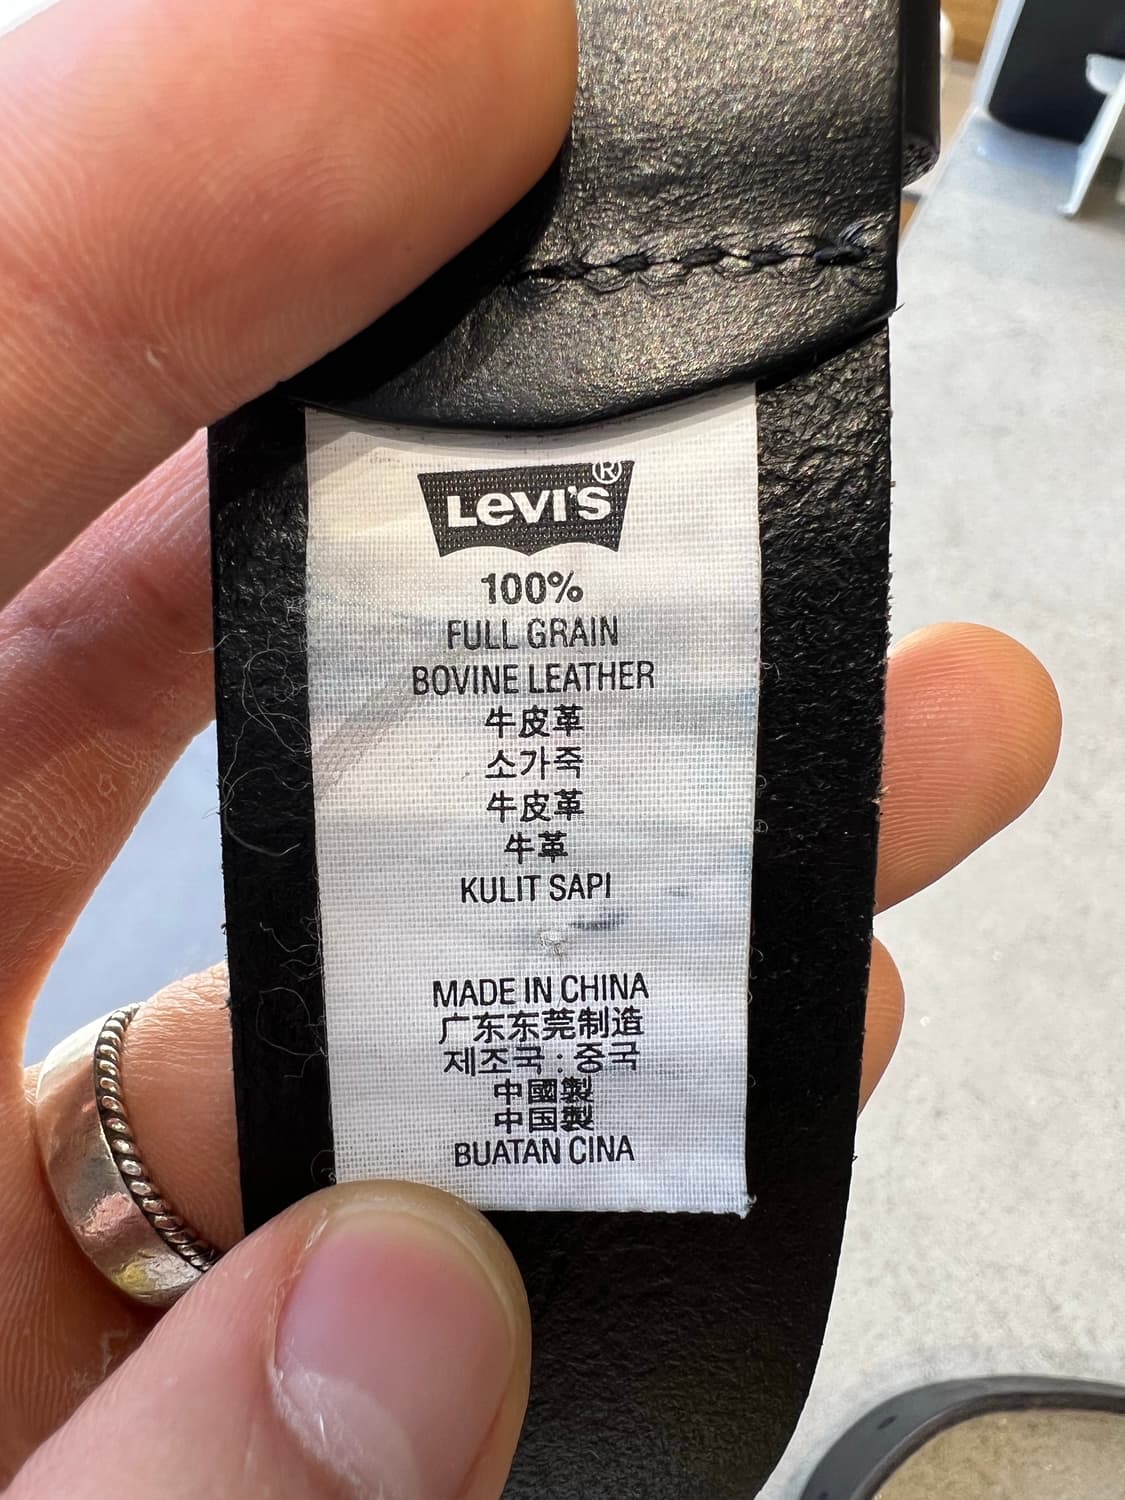 Levi's®
100%
FULL GRAIN
BOVINE LEATHER
牛皮革
소가죽
牛皮革
牛革
KULIT SAPI
MADE IN CHINA
广东东莞制造
제조국 : 중국
中國製
中国製
BUATAN CINA